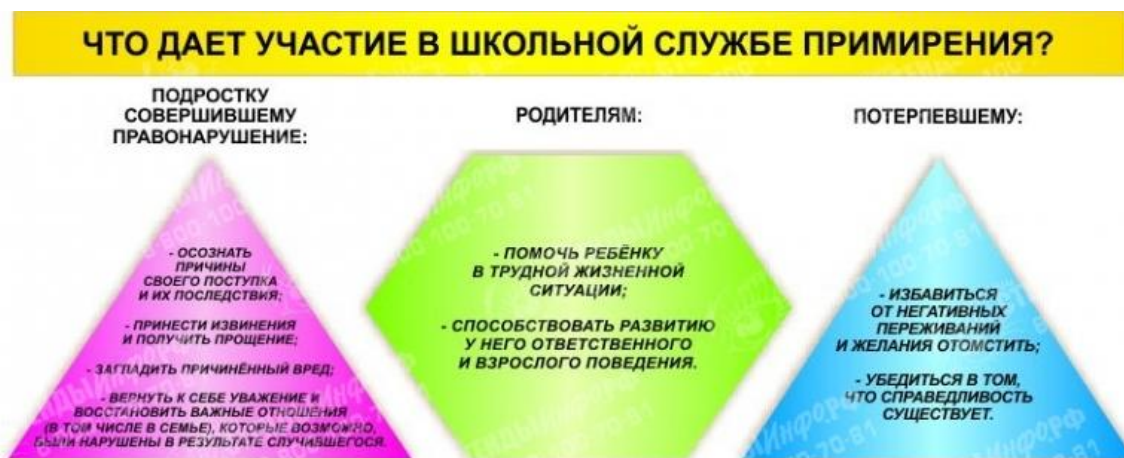 ЧТО ДАЕТ УЧАСТИЕ В ШКОЛЬНОЙ СЛУЖБЕ ПРИМИРЕНИЯ?
ПОДРОСТКУ
СОВЕРШИВШЕМУ
ПРАВОНАРУШЕНИЕ:
- ОСОЗНАТЬ
ПРИЧИНЫ
СВОЕГО ПОСТУПКА
И ИХ ПОСЛЕДСТВИЯ;
- ПРИНЕСТИ ИЗВИНЕНИЯ
И ПОЛУЧИТЬ ПРОЩЕНИЕ;
- ЗАГЛАДИТЬ ПРИЧИНЁННЫЙ ВРЕД;
- ВЕРНУТЬ К СЕБЕ УВАЖЕНИЕ И
ВОССТАНОВИТЬ ВАЖНЫЕ ОТНОШЕНИЯ
(В ТОМ ЧИСЛЕ В СЕМЬЕ), КОТОРЫЕ ВОЗМОЖНО,
БЫЛИ НАРУШЕНЫ В РЕЗУЛЬТАТЕ СЛУЧИВШЕГОСЯ.
РОДИТЕЛЯМ:
- ПОМОЧЬ РЕБЁНКУ
В ТРУДНОЙ ЖИЗНЕННОЙ
СИТУАЦИИ;
- СПОСОБСТВОВАТЬ РАЗВИТИЮ
У НЕГО ОТВЕТСТВЕННОГО
И ВЗРОСЛОГО ПОВЕДЕНИЯ.
ПОТЕРПЕВШЕМУ:
- ИЗБАВИТЬСЯ
ОТ НЕГАТИВНЫХ
ПЕРЕЖИВАНИЙ
И ЖЕЛАНИЯ ОТОМСТИТЬ;
- УБЕДИТЬСЯ В ТОМ,
ЧТО СПРАВЕДЛИВОСТЬ
СУЩЕСТВУЕТ.